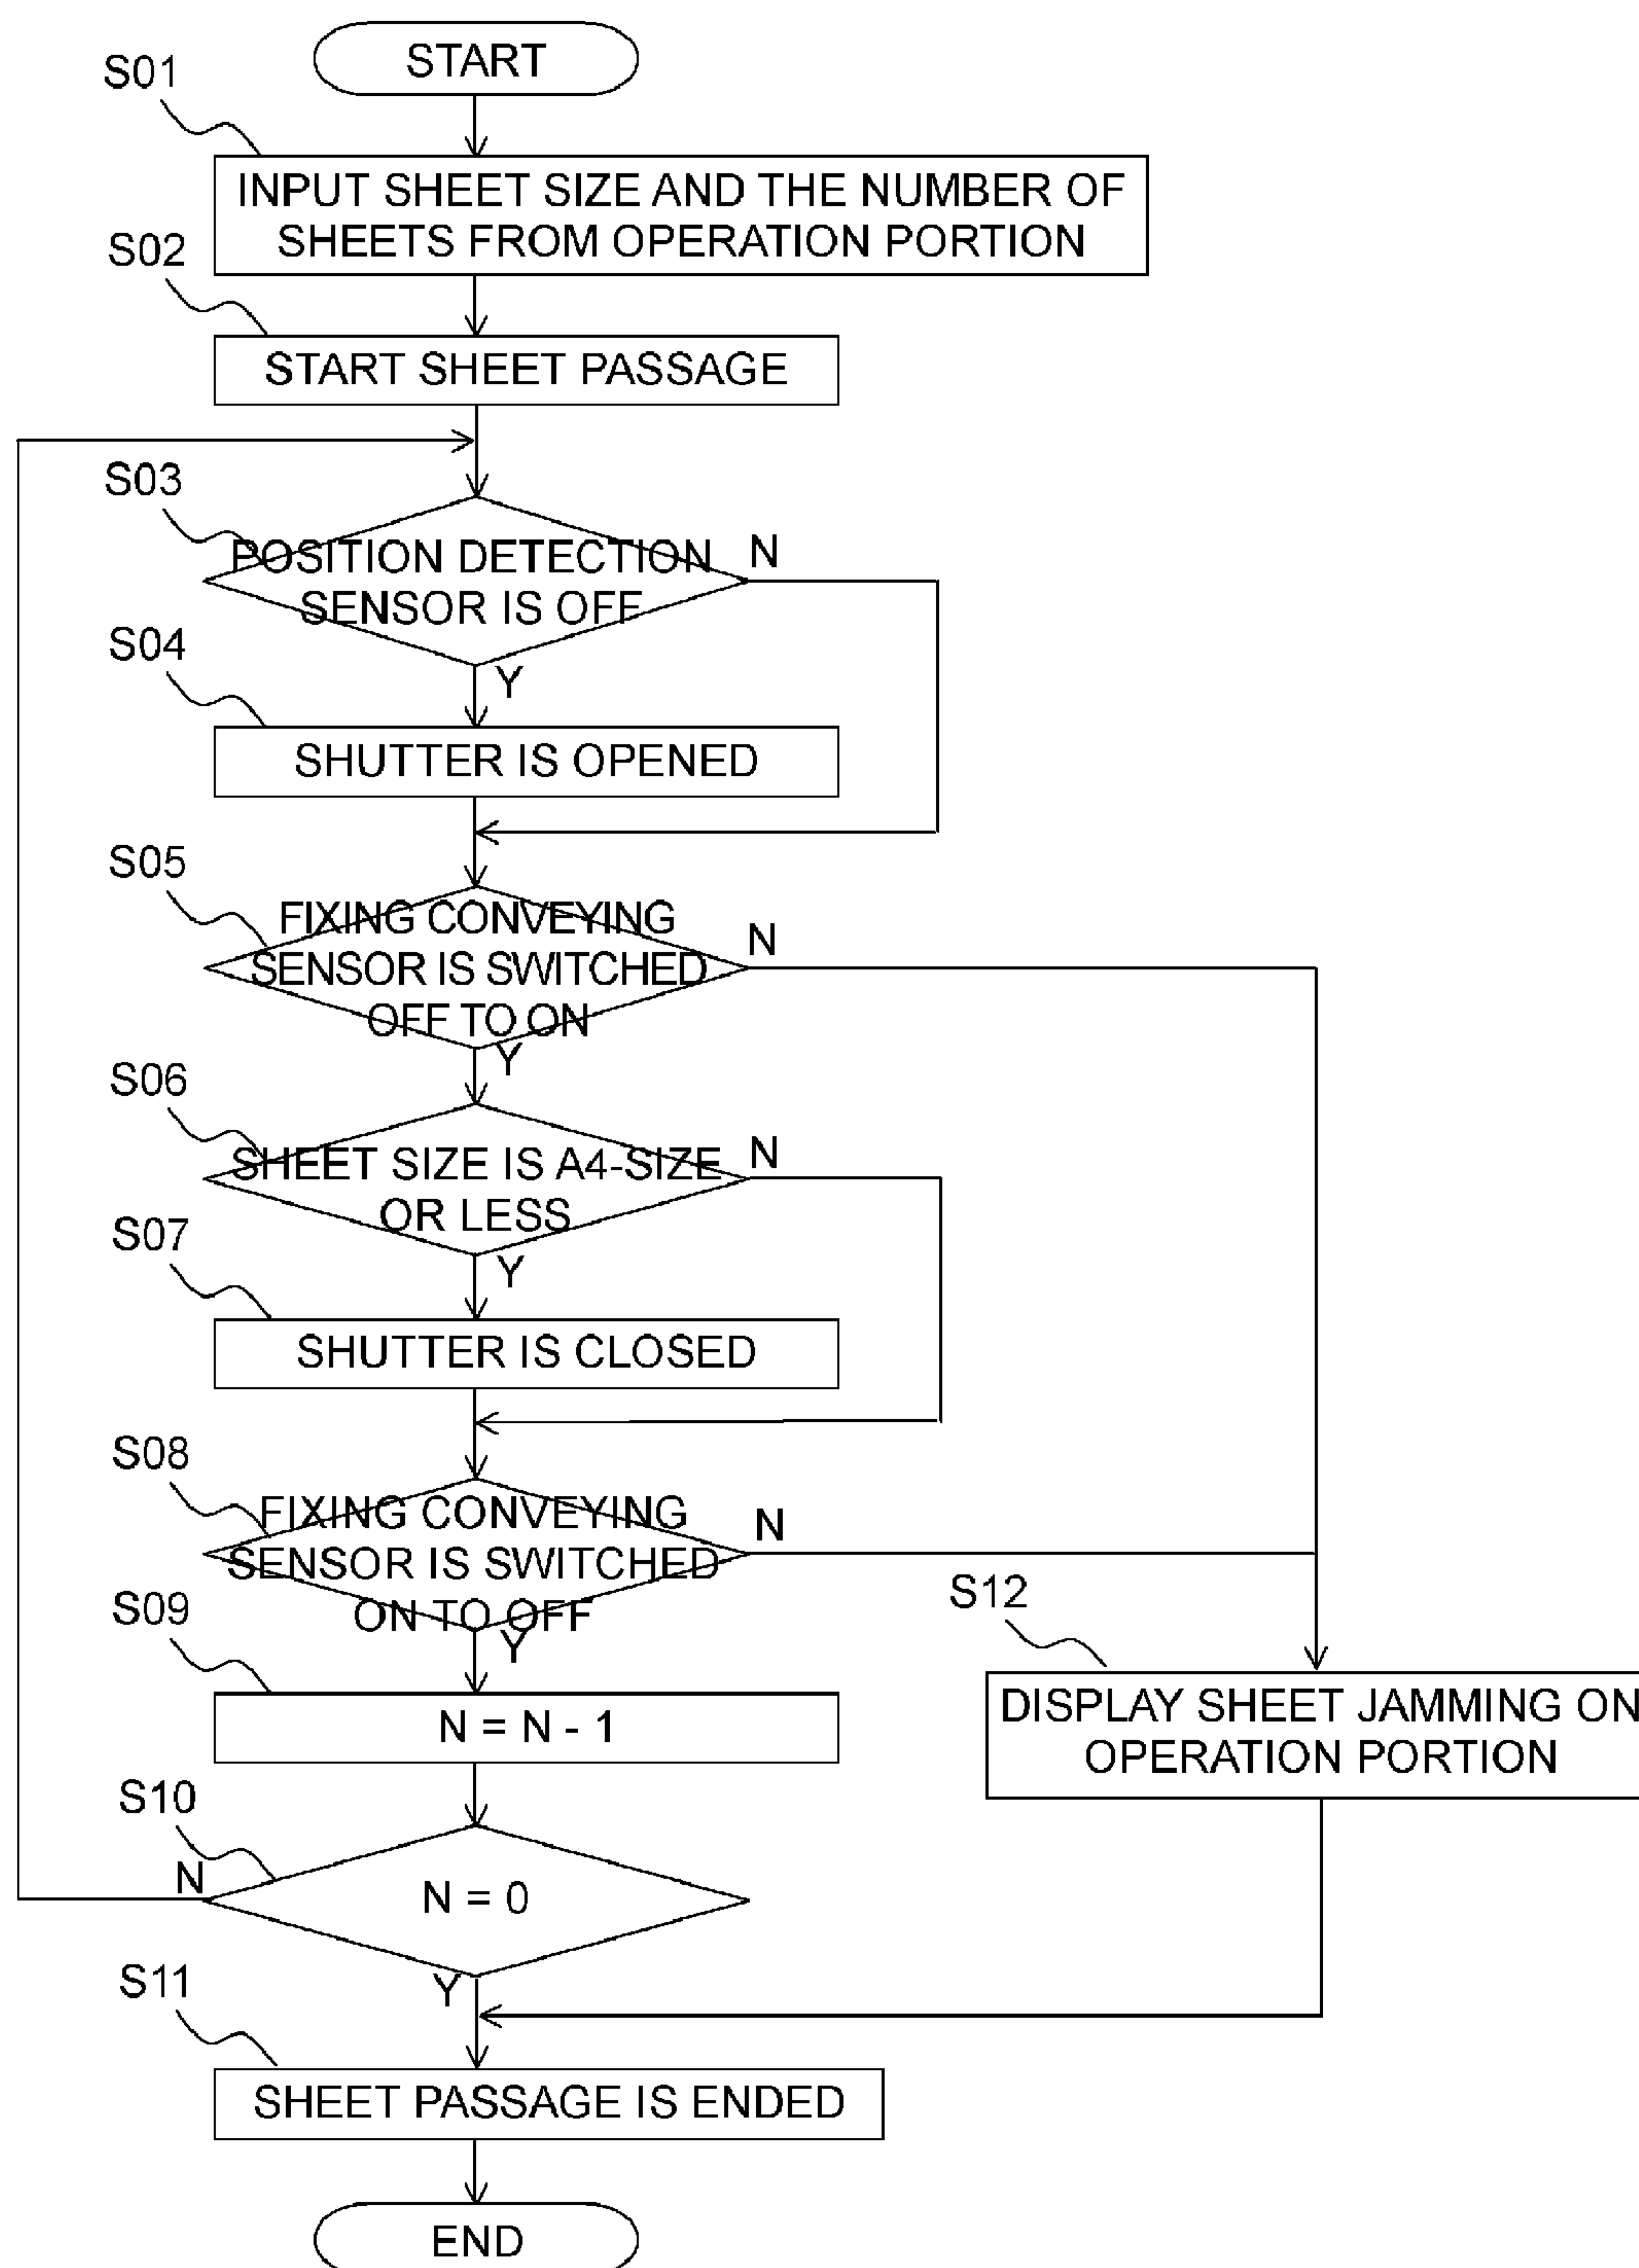 START
S01
INPUT SHEET SIZE AND THE NUMBER OF
SHEETS FROM OPERATION PORTION
S02
START SHEET PASSAGE
S03
POSITION DETECTION
SENSOR IS OFF
N
Y
S04
SHUTTER IS OPENED
S05
FIXING CONVEYING
SENSOR IS SWITCHED
OFF TO ON
N
Y
S06
SHEET SIZE IS A4-SIZE
OR LESS
N
Y
S07
SHUTTER IS CLOSED
S08
FIXING CONVEYING
SENSOR IS SWITCHED
ON TO OFF
N
Y
S09
N = N - 1
S12
DISPLAY SHEET JAMMING ON
OPERATION PORTION
S10
N
N = 0
Y
S11
SHEET PASSAGE IS ENDED
END